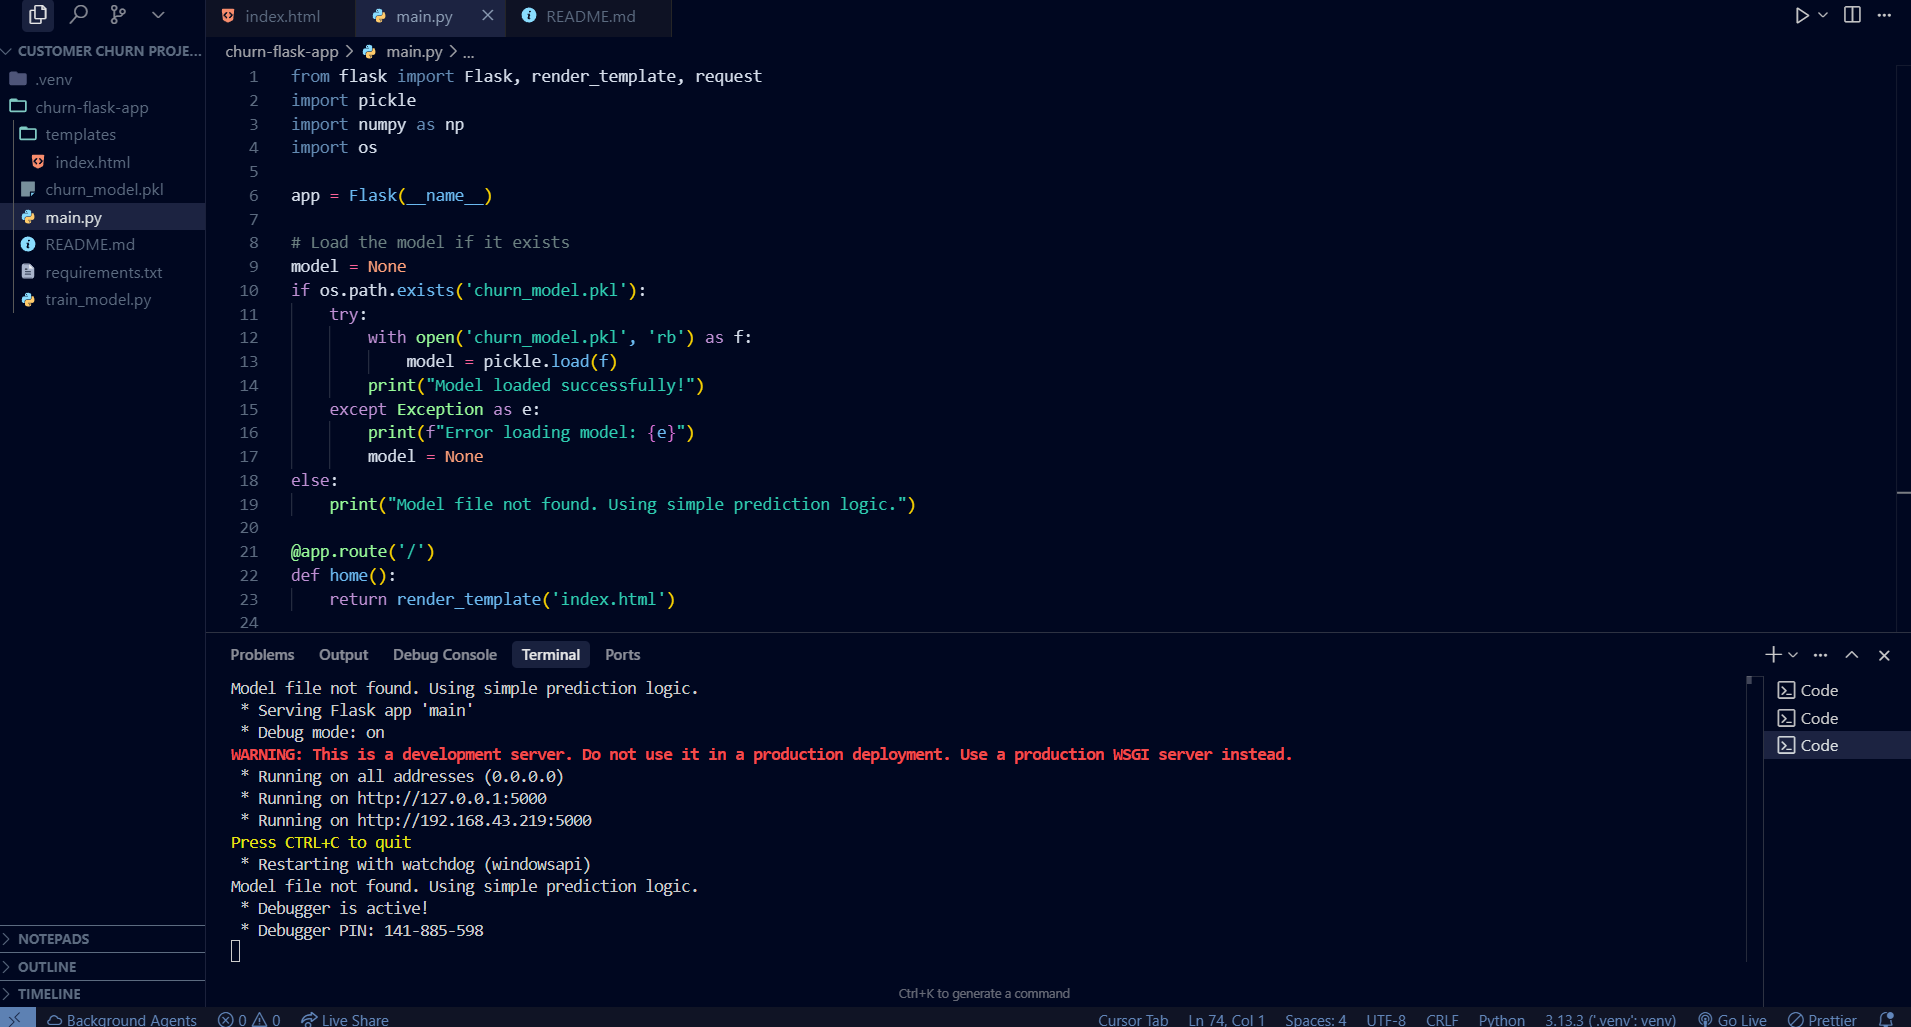 index.html
main.py
README.md
CUSTOMER CHURN PROJE...
.venv
churn-flask-app
templates
index.html
churn_model.pkl
main.py
README.md
requirements.txt
train_model.py
churn-flask-app > main.py > ...
1 from flask import Flask, render_template, request
2 import pickle
3 import numpy as np
4 import os
5
6 app = Flask(__name__)
7
8 # Load the model if it exists
9 model = None
10 if os.path.exists('churn_model.pkl'):
11 try:
12 with open('churn_model.pkl', 'rb') as f:
13 model = pickle.load(f)
14 print("Model loaded successfully!")
15 except Exception as e:
16 print(f"Error loading model: {e}")
17 model = None
18 else:
19 print("Model file not found. Using simple prediction logic.")
20
21 @app.route('/')
22 def home():
23 return render_template('index.html')
24
Problems Output Debug Console Terminal Ports
Model file not found. Using simple prediction logic.
* Serving Flask app 'main'
* Debug mode: on
WARNING: This is a development server. Do not use it in a production deployment. Use a production WSGI server instead.
* Running on all addresses (0.0.0.0)
* Running on http://127.0.0.1:5000
* Running on http://192.168.43.219:5000
Press CTRL+C to quit
* Restarting with watchdog (windowsapi)
Model file not found. Using simple prediction logic.
* Debugger is active!
* Debugger PIN: 141-885-598
Code
Code
Code
Ctrl+K to generate a command
NOTEPADS
OUTLINE
TIMELINE
Background Agents 0 0 Live Share Cursor Tab Ln 74, Col 1 Spaces: 4 UTF-8 CRLF Python 3.13.3 ('.venv': venv) Go Live Prettier